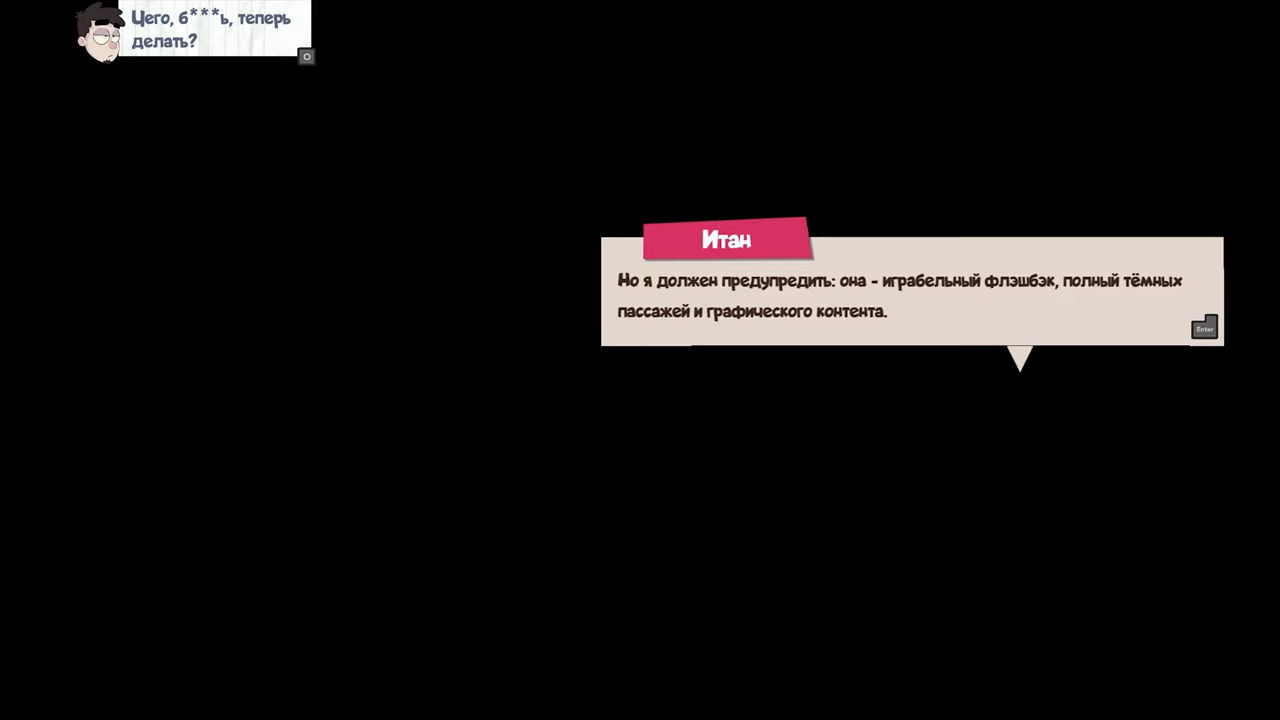 Чего, б***ь, теперь
делать?
O
Итан
Но я должен предупредить: она - играбельный флэшбэк, полный тёмных
пассажей и графического контента.
Enter